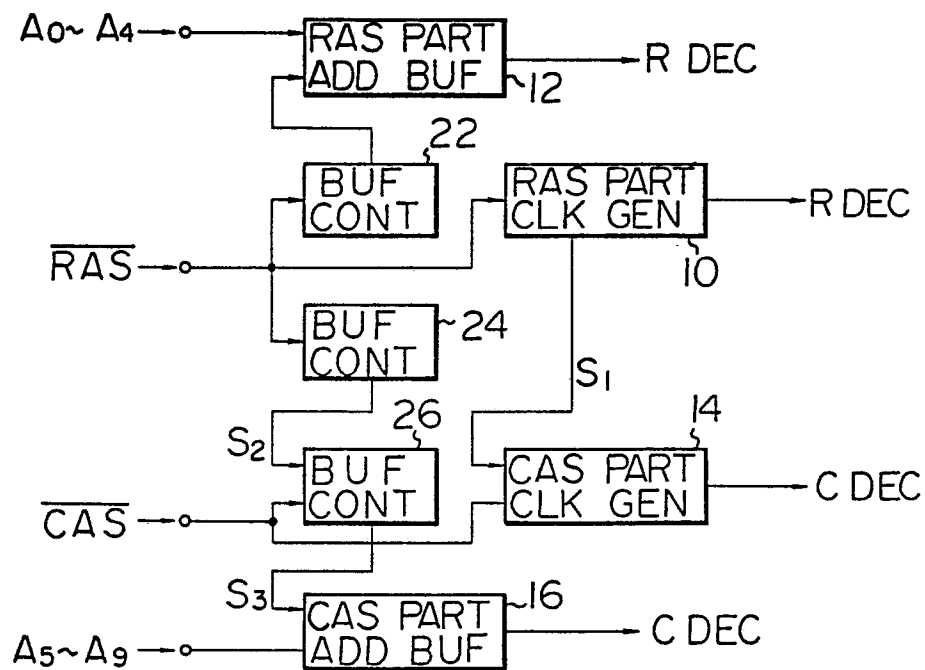 A0~A4
RAS PART
ADD BUF
12
R DEC
22
BUF
CONT
RAS PART
CLK GEN
R DEC
10
RAS
BUF
CONT
24
S1
S2
26
BUF
CONT
14
CAS PART
CLK GEN
C DEC
CAS
S3
CAS PART
ADD BUF
16
C DEC
A5~A9